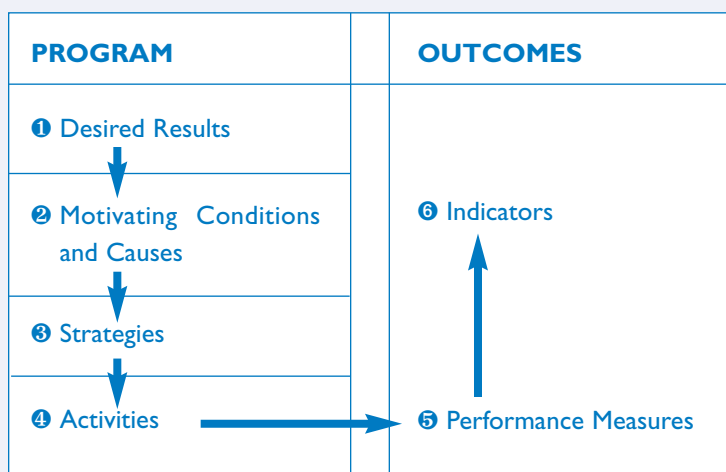 PROGRAM
OUTCOMES
❶ Desired Results
❷ Motivating Conditions
and Causes
❻ Indicators
❸ Strategies
❹ Activities
❺ Performance Measures